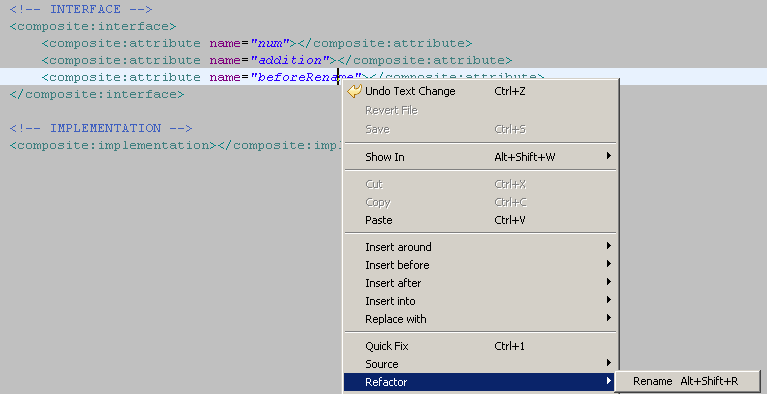 <!-- INTERFACE -->
<composite:interface>
<composite:attribute name="num"></composite:attribute>
<composite:attribute name="addition"></composite:attribute>
<composite:attribute name="beforeRename"></composite:attribute>
</composite:interface>
<!-- IMPLEMENTATION -->
<composite:implementation></composite:impl
Undo Text Change Ctrl+Z
Revert File
Save Ctrl+S
Show In Alt+Shift+W
Cut Ctrl+X
Copy Ctrl+C
Paste Ctrl+V
Insert around
Insert before
Insert after
Insert into
Replace with
Quick Fix Ctrl+1
Source
Refactor
Rename Alt+Shift+R